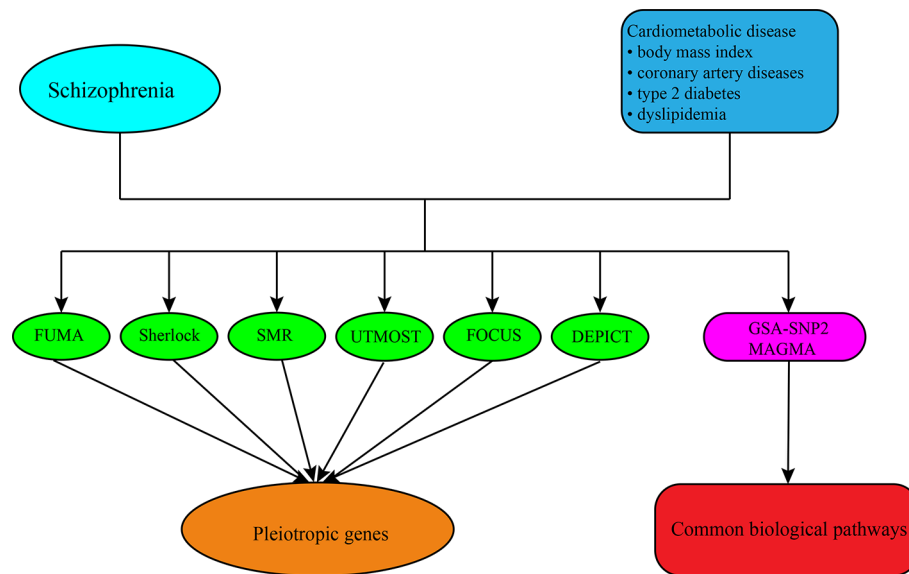 Schizophrenia
Cardiometabolic disease
• body mass index
• coronary artery diseases
• type 2 diabetes
• dyslipidemia
FUMA
Sherlock
SMR
UTMOST
FOCUS
DEPICT
GSA-SNP2
MAGMA
Pleiotropic genes
Common biological pathways